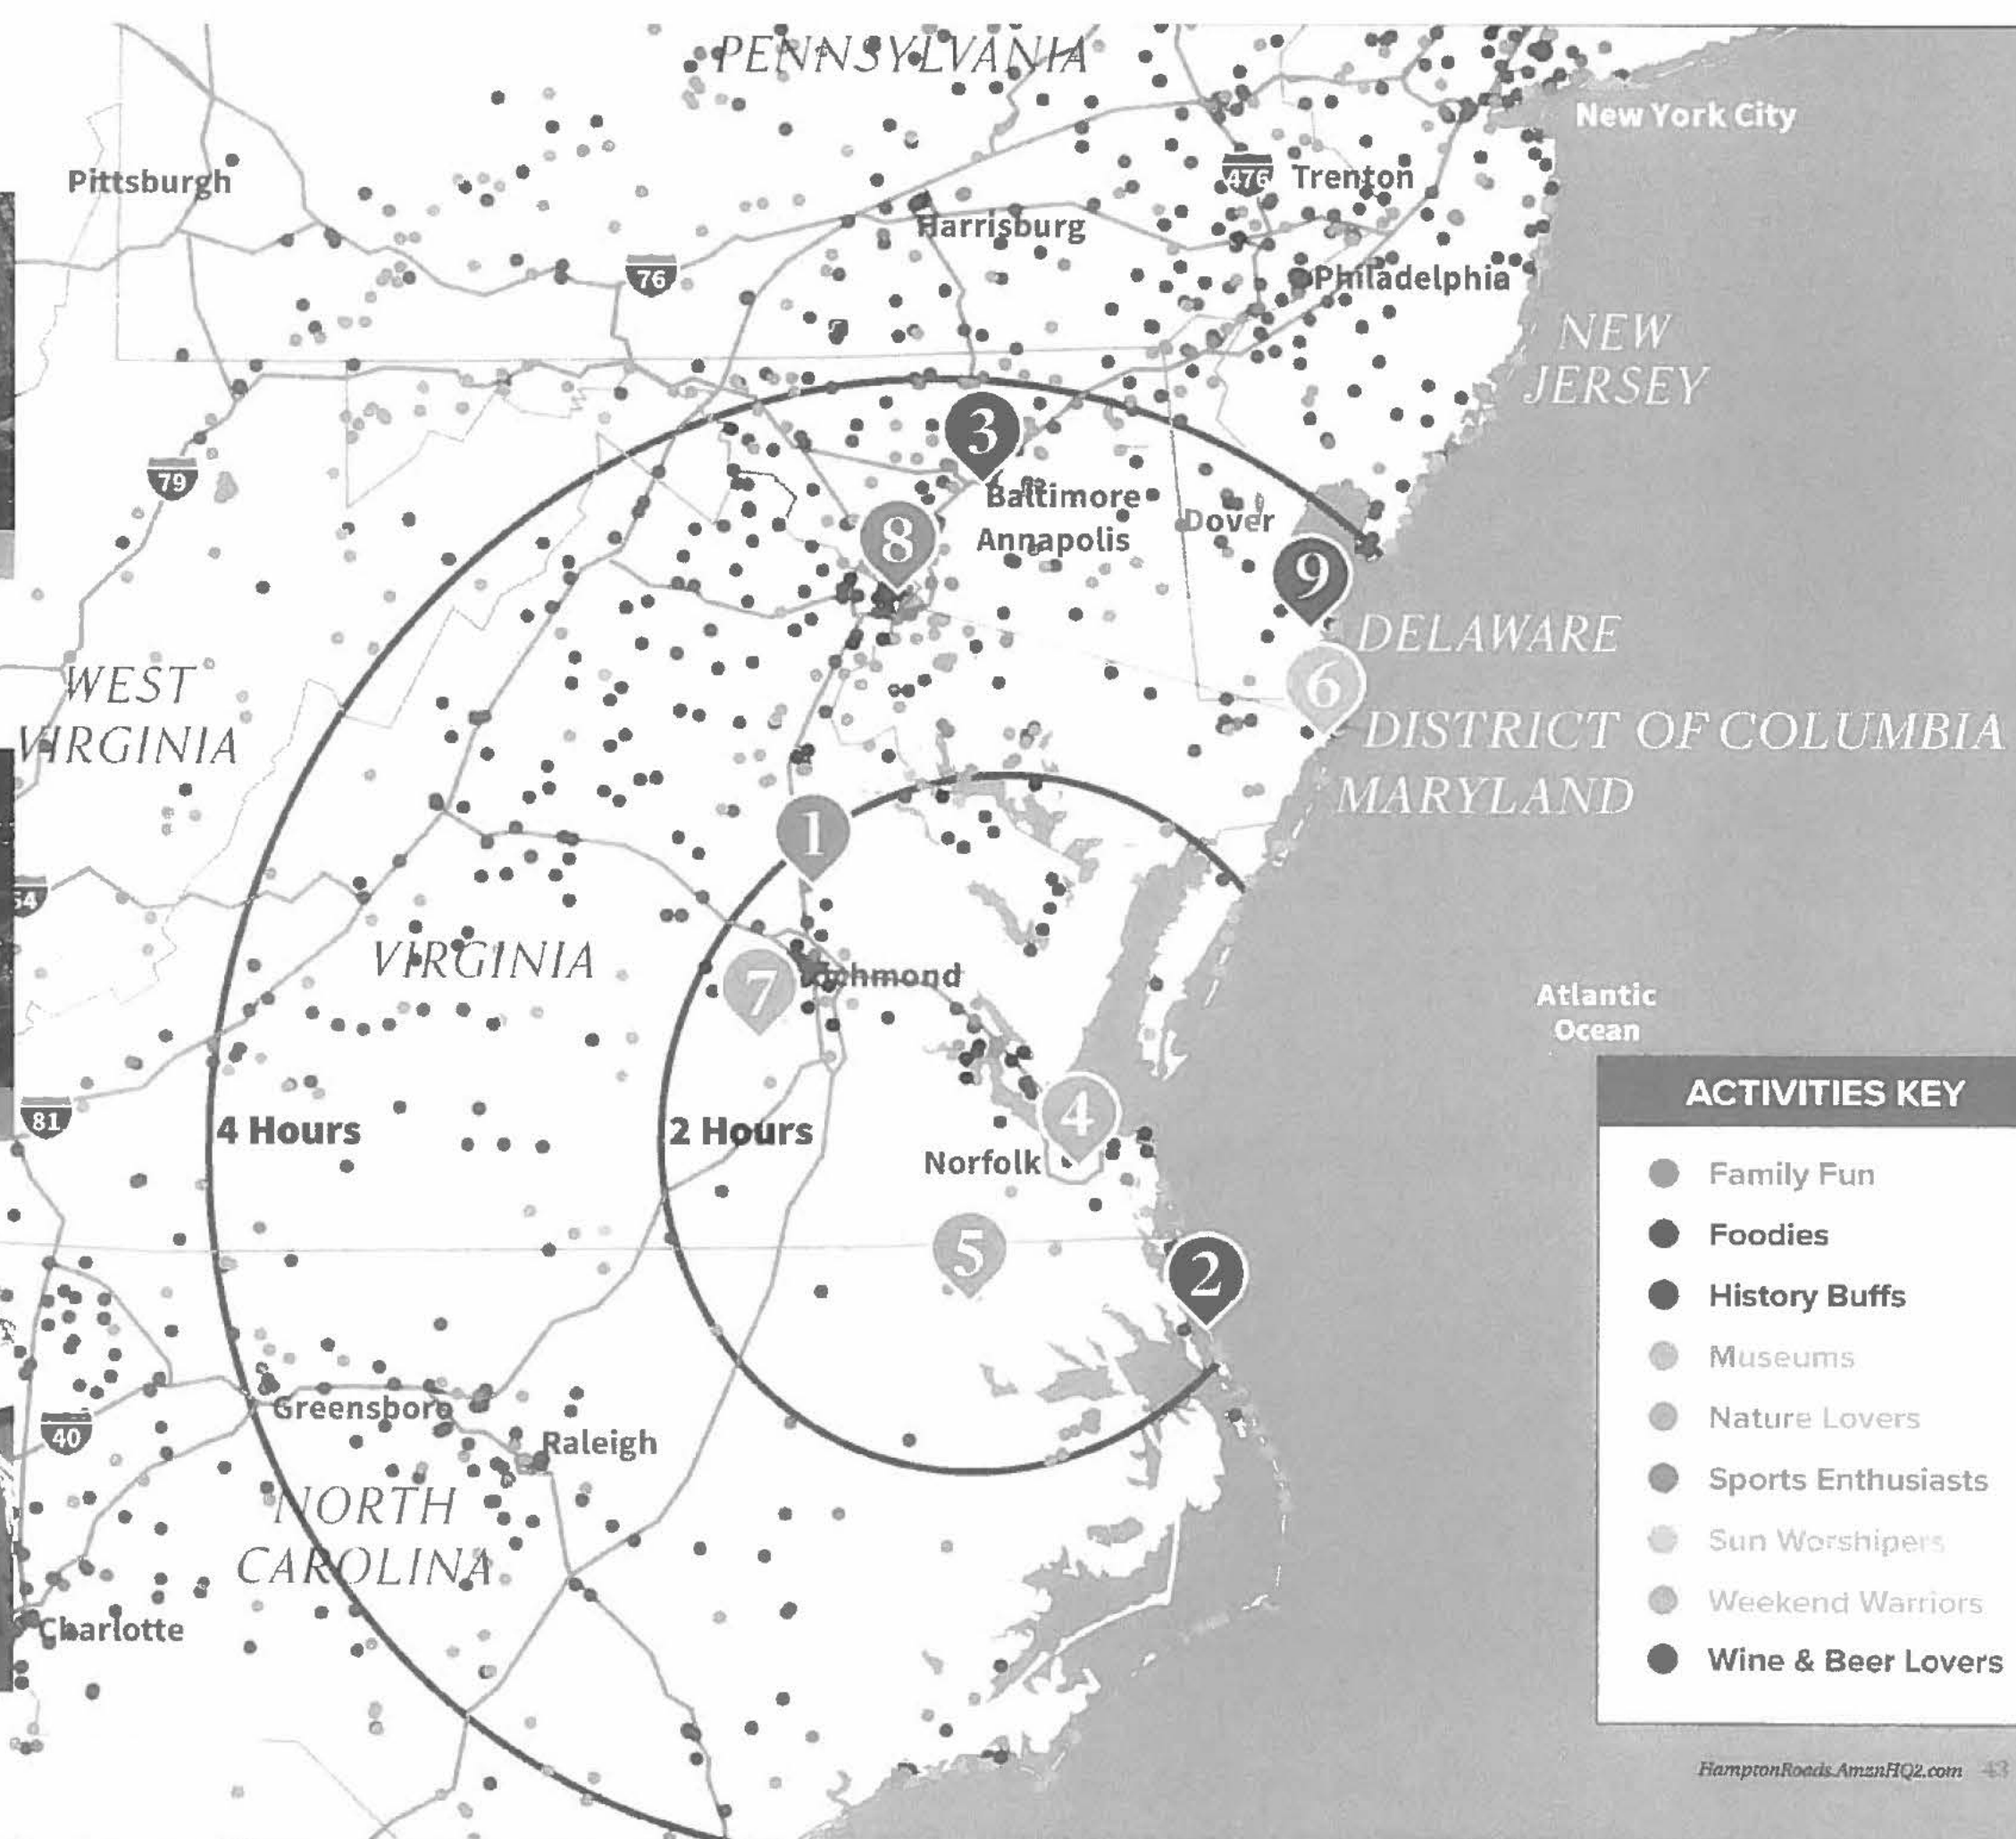 PENNSYLVANIA
New York City
Pittsburgh
476
Trenton
Harrisburg
76
Philadelphia
NEW
JERSEY
3
79
Baltimore
Annapolis
Dover
8
9
DELAWARE
WEST
VIRGINIA
6
DISTRICT OF COLUMBIA
MARYLAND
1
VIRGINIA
7
Richmond
Atlantic
Ocean
81
4 Hours
2 Hours
4
Norfolk
5
2
Greensboro
40
Raleigh
NORTH
CAROLINA
Charlotte
ACTIVITIES KEY
Family Fun
Foodies
History Buffs
Museums
Nature Lovers
Sports Enthusiasts
Sun Worshipers
Weekend Warriors
Wine & Beer Lovers
HamptonRoads.AmznHQ2.com 43